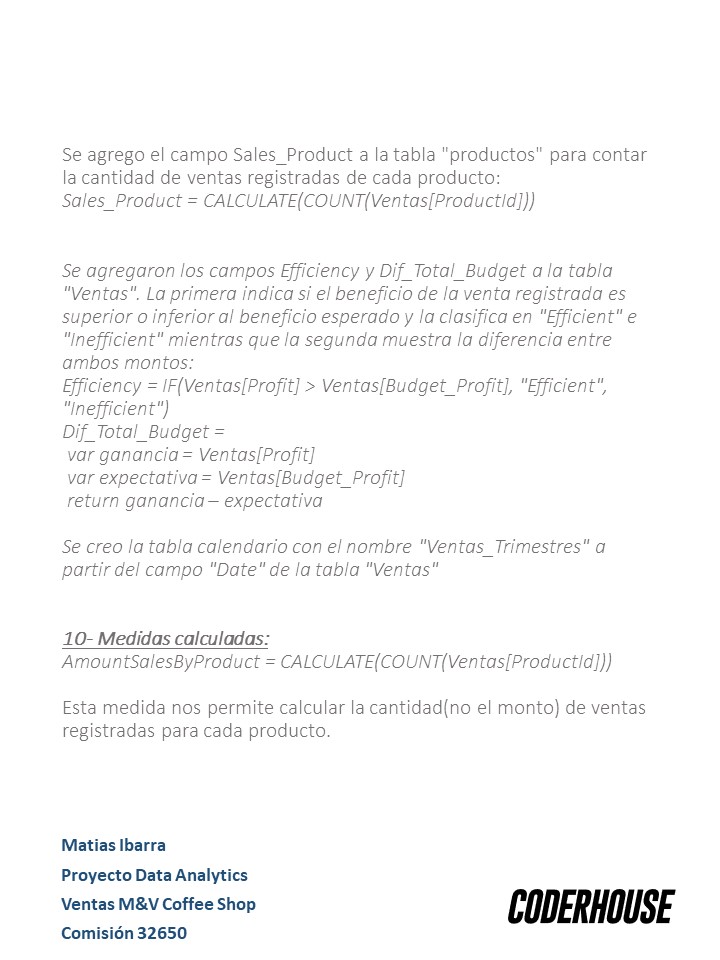 Se agrego el campo Sales_Product a la tabla "productos" para contar
la cantidad de ventas registradas de cada producto:
Sales_Product = CALCULATE(COUNT(Ventas[ProductId]))
Se agregaron los campos Efficiency y Dif_Total_Budget a la tabla
"Ventas". La primera indica si el beneficio de la venta registrada es
superior o inferior al beneficio esperado y la clasifica en "Efficient" e
"Inefficient" mientras que la segunda muestra la diferencia entre
ambos montos:
Efficiency = IF(Ventas[Profit] > Ventas[Budget_Profit], "Efficient",
"Inefficient")
Dif_Total_Budget =
var ganancia = Ventas[Profit]
var expectativa = Ventas[Budget_Profit]
return ganancia – expectativa
Se creo la tabla calendario con el nombre "Ventas_Trimestres" a
partir del campo "Date" de la tabla "Ventas"
10- Medidas calculadas:
AmountSalesByProduct = CALCULATE(COUNT(Ventas[ProductId]))
Esta medida nos permite calcular la cantidad(no el monto) de ventas
registradas para cada producto.
Matias Ibarra
Proyecto Data Analytics
Ventas M&V Coffee Shop
Comisión 32650
CODERHOUSE